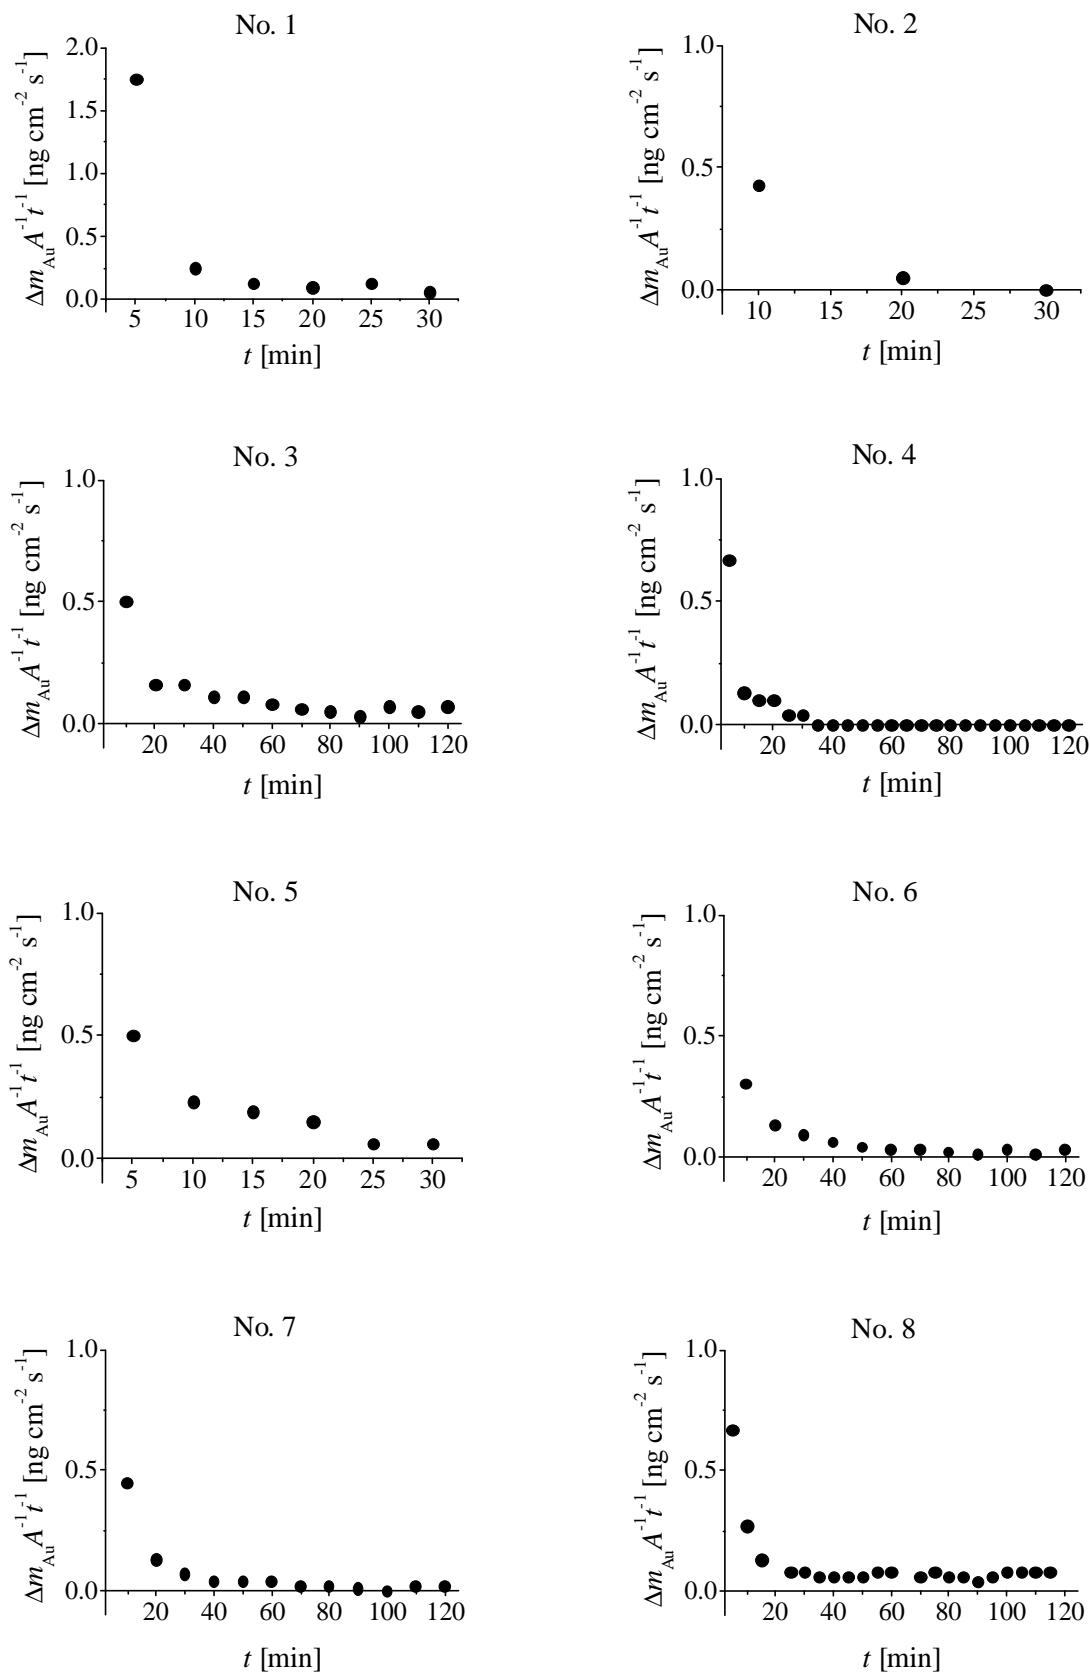 No. 1
2.0
1.5
1.0
0.5
0.0
5 10 15 20 25 30
Δm_Au A⁻¹t⁻¹ [ng cm⁻² s⁻¹]
t [min]
No. 2
1.0
0.5
0.0
10 15 20 25 30
Δm_Au A⁻¹t⁻¹ [ng cm⁻² s⁻¹]
t [min]
No. 3
1.0
0.5
0.0
20 40 60 80 100 120
Δm_Au A⁻¹t⁻¹ [ng cm⁻² s⁻¹]
t [min]
No. 4
1.0
0.5
0.0
20 40 60 80 100 120
Δm_Au A⁻¹t⁻¹ [ng cm⁻² s⁻¹]
t [min]
No. 5
1.0
0.5
0.0
5 10 15 20 25 30
Δm_Au A⁻¹t⁻¹ [ng cm⁻² s⁻¹]
t [min]
No. 6
1.0
0.5
0.0
20 40 60 80 100 120
Δm_Au A⁻¹t⁻¹ [ng cm⁻² s⁻¹]
t [min]
No. 7
1.0
0.5
0.0
20 40 60 80 100 120
Δm_Au A⁻¹t⁻¹ [ng cm⁻² s⁻¹]
t [min]
No. 8
1.0
0.5
0.0
20 40 60 80 100 120
Δm_Au A⁻¹t⁻¹ [ng cm⁻² s⁻¹]
t [min]